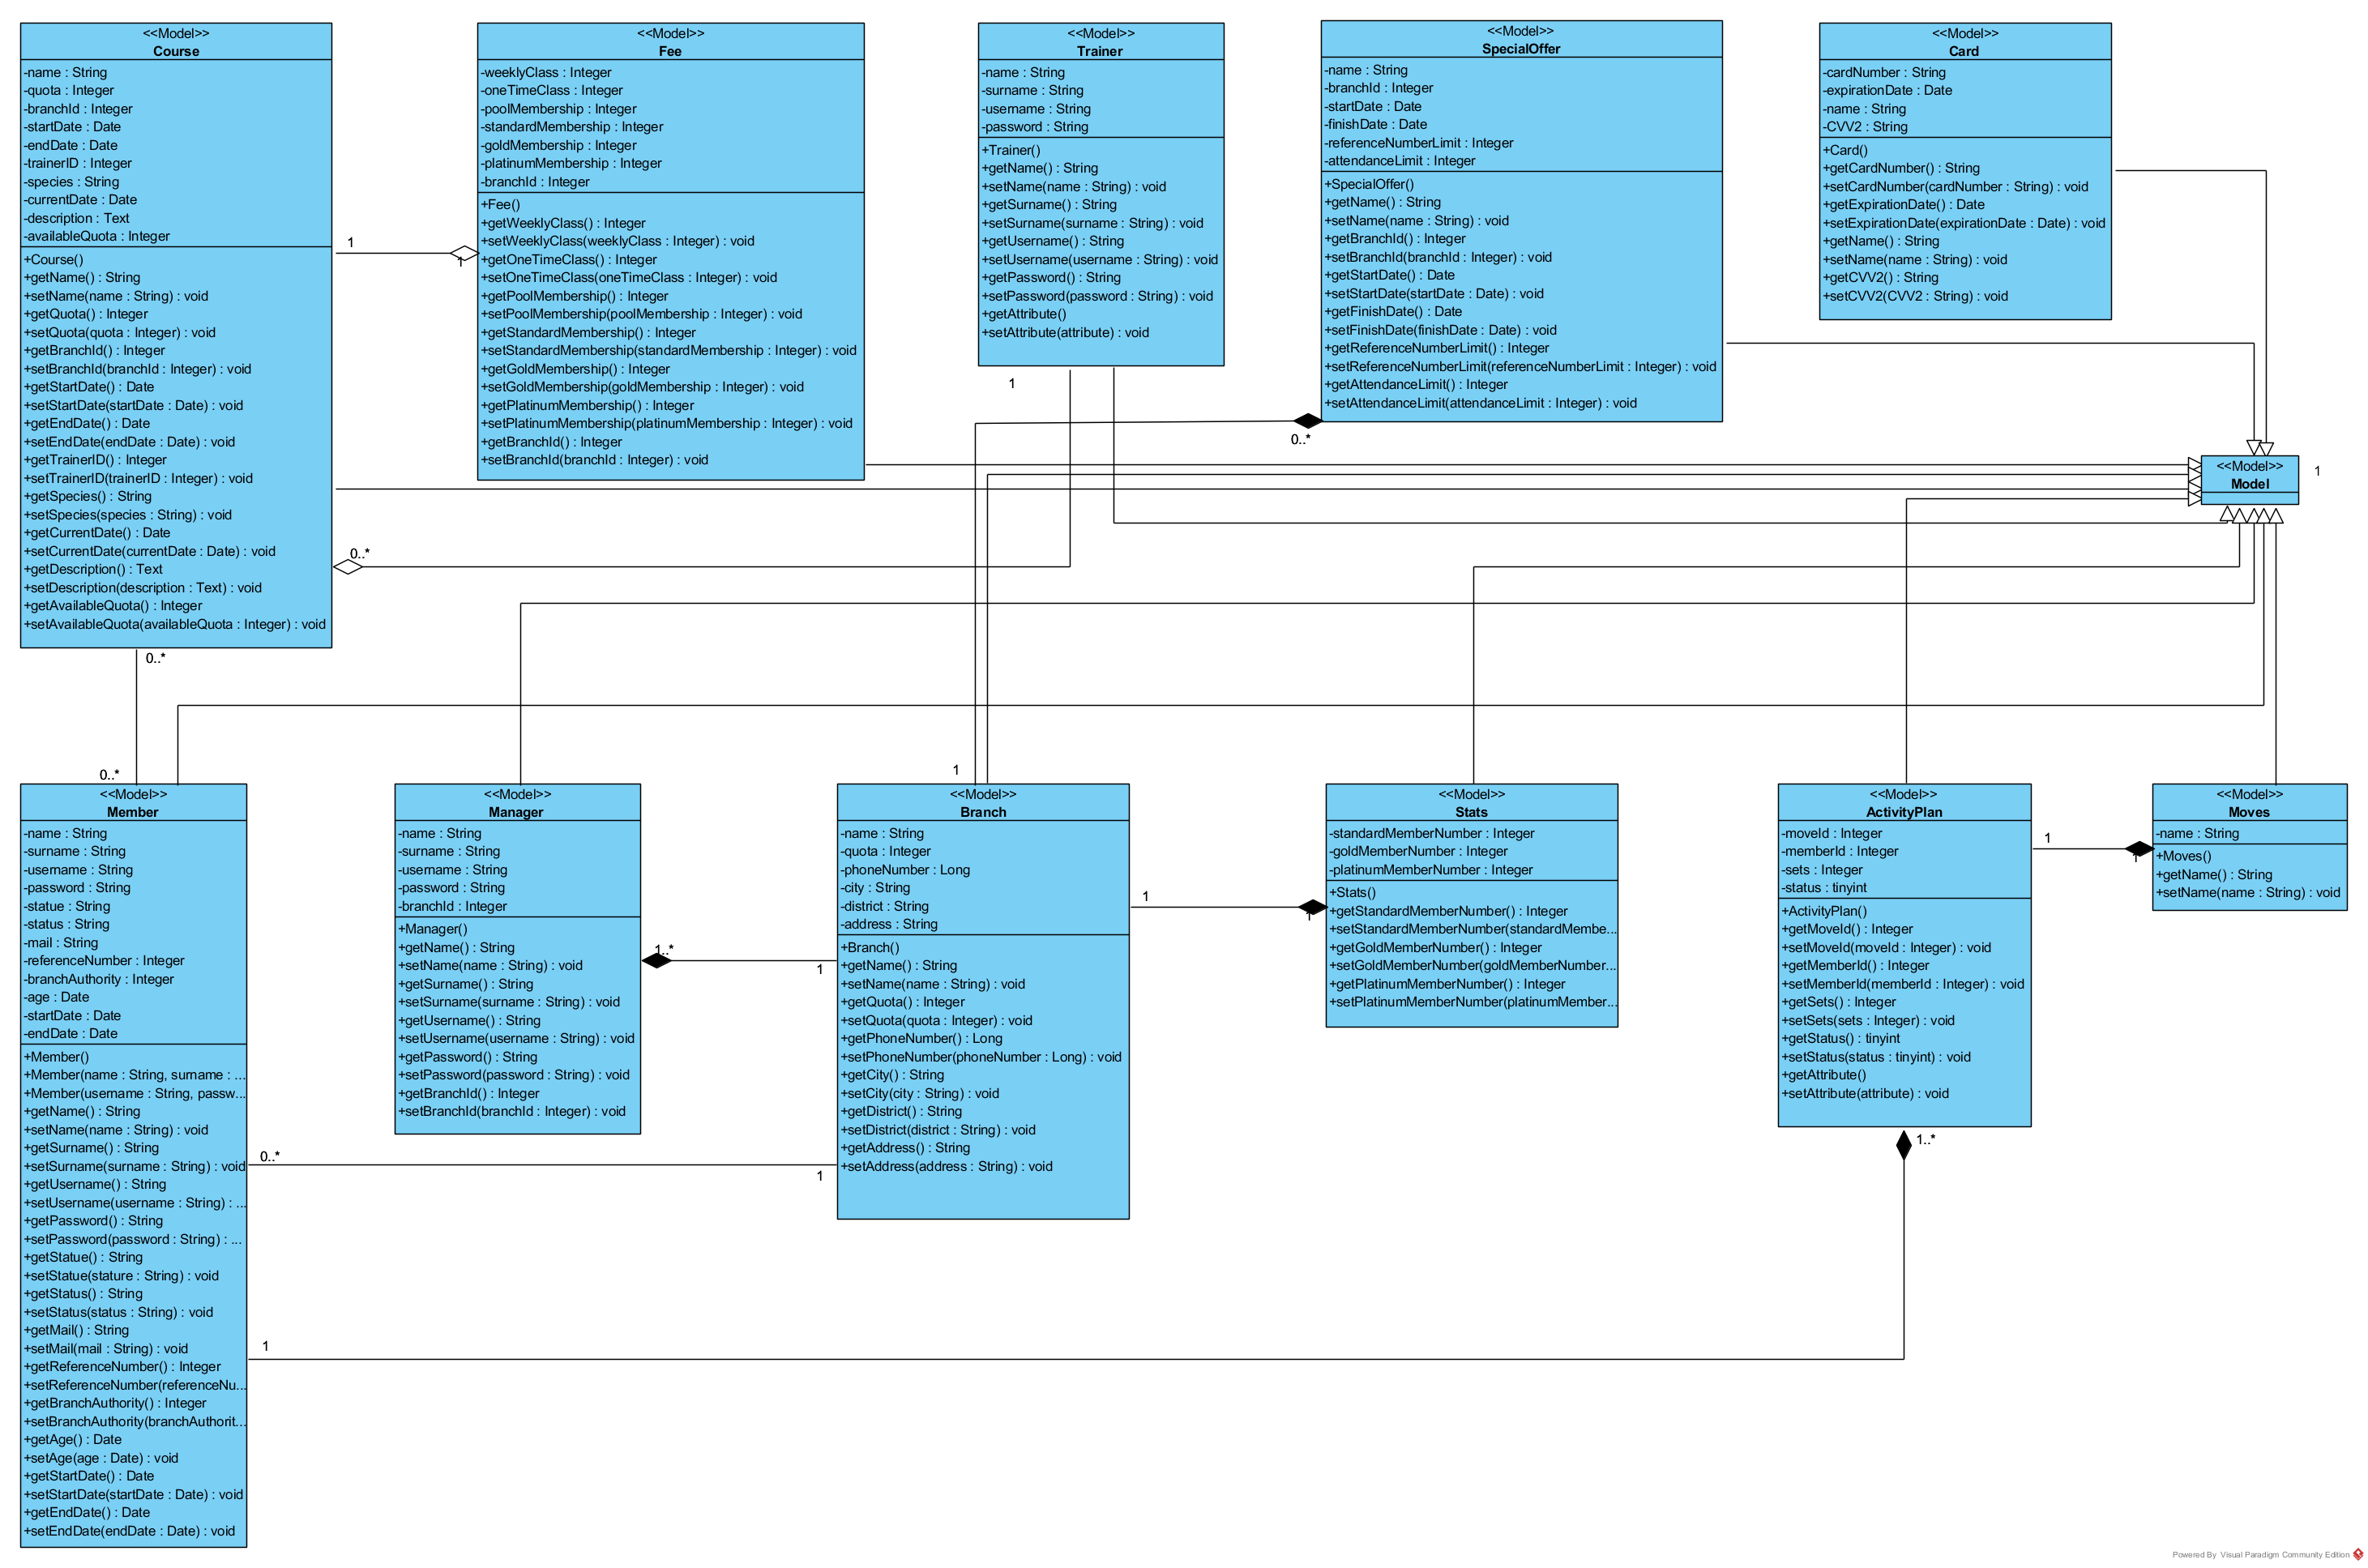 <<Model>>
Course
-name : String
-quota : Integer
-branchId : Integer
-startDate : Date
-endDate : Date
-trainerID : Integer
-species : String
-currentDate : Date
-description : Text
-availableQuota : Integer
+Course()
+getName() : String
+setName(name : String) : void
+getQuota() : Integer
+setQuota(quota : Integer) : void
+getBranchId() : Integer
+setBranchId(branchId : Integer) : void
+getStartDate() : Date
+setStartDate(startDate : Date) : void
+getEndDate() : Date
+setEndDate(endDate : Date) : void
+getTrainerID() : Integer
+setTrainerID(trainerID : Integer) : void
+getSpecies() : String
+setSpecies(species : String) : void
+getCurrentDate() : Date
+setCurrentDate(currentDate : Date) : void
+getDescription() : Text
+setDescription(description : Text) : void
+getAvailableQuota() : Integer
+setAvailableQuota(availableQuota : Integer) : void
1
1
0..*
0..*
<<Model>>
Fee
-weeklyClass : Integer
-oneTimeClass : Integer
-poolMembership : Integer
-standardMembership : Integer
-goldMembership : Integer
-platinumMembership : Integer
-branchId : Integer
+Fee()
+getWeeklyClass() : Integer
+setWeeklyClass(weeklyClass : Integer) : void
+getOneTimeClass() : Integer
+setOneTimeClass(oneTimeClass : Integer) : void
+getPoolMembership() : Integer
+setPoolMembership(poolMembership : Integer) : void
+getStandardMembership() : Integer
+setStandardMembership(standardMembership : Integer) : void
+getGoldMembership() : Integer
+setGoldMembership(goldMembership : Integer) : void
+getPlatinumMembership() : Integer
+setPlatinumMembership(platinumMembership : Integer) : void
+getBranchId() : Integer
+setBranchId(branchId : Integer) : void
<<Model>>
Trainer
-name : String
-surname : String
-username : String
-password : String
+Trainer()
+getName() : String
+setName(name : String) : void
+getSurname() : String
+setSurname(surname : String) : void
+getUsername() : String
+setUsername(username : String) : void
+getPassword() : String
+setPassword(password : String) : void
+getAttribute()
+setAttribute(attribute) : void
1
<<Model>>
SpecialOffer
-name : String
-branchId : Integer
-startDate : Date
-finishDate : Date
-referenceNumberLimit : Integer
-attendanceLimit : Integer
+SpecialOffer()
+getName() : String
+setName(name : String) : void
+getBranchId() : Integer
+setBranchId(branchId : Integer) : void
+getStartDate() : Date
+setStartDate(startDate : Date) : void
+getFinishDate() : Date
+setFinishDate(finishDate : Date) : void
+getReferenceNumberLimit() : Integer
+setReferenceNumberLimit(referenceNumberLimit : Integer) : void
+getAttendanceLimit() : Integer
+setAttendanceLimit(attendanceLimit : Integer) : void
0..*
<<Model>>
Card
-cardNumber : String
-expirationDate : Date
-name : String
-CVV2 : String
+Card()
+getCardNumber() : String
+setCardNumber(cardNumber : String) : void
+getExpirationDate() : Date
+setExpirationDate(expirationDate : Date) : void
+getName() : String
+setName(name : String) : void
+getCVV2() : String
+setCVV2(CVV2 : String) : void
<<Model>>
Model
1
0..*
<<Model>>
Member
-name : String
-surname : String
-username : String
-password : String
-statue : String
-status : String
-mail : String
-referenceNumber : Integer
-branchAuthority : Integer
-age : Date
-startDate : Date
-endDate : Date
+Member()
+Member(name : String, surname : ...
+Member(username : String, passw...
+getName() : String
+setName(name : String) : void
+getSurname() : String
+setSurname(surname : String) : void
+getUsername() : String
+setUsername(username : String) : ...
+getPassword() : String
+setPassword(password : String) : ...
+getStatue() : String
+setStatue(stature : String) : void
+getStatus() : String
+setStatus(status : String) : void
+getMail() : String
+setMail(mail : String) : void
+getReferenceNumber() : Integer
+setReferenceNumber(referenceNu...
+getBranchAuthority() : Integer
+setBranchAuthority(branchAuthorit...
+getAge() : Date
+setAge(age : Date) : void
+getStartDate() : Date
+setStartDate(startDate : Date) : void
+getEndDate() : Date
+setEndDate(endDate : Date) : void
0..*
1
<<Model>>
Manager
-name : String
-surname : String
-username : String
-password : String
-branchId : Integer
+Manager()
+getName() : String
+setName(name : String) : void
+getSurname() : String
+setSurname(surname : String) : void
+getUsername() : String
+setUsername(username : String) : void
+getPassword() : String
+setPassword(password : String) : void
+getBranchId() : Integer
+setBranchId(branchId : Integer) : void
1..*
1
1
1
<<Model>>
Branch
-name : String
-quota : Integer
-phoneNumber : Long
-city : String
-district : String
-address : String
+Branch()
+getName() : String
+setName(name : String) : void
+getQuota() : Integer
+setQuota(quota : Integer) : void
+getPhoneNumber() : Long
+setPhoneNumber(phoneNumber : Long) : void
+getCity() : String
+setCity(city : String) : void
+getDistrict() : String
+setDistrict(district : String) : void
+getAddress() : String
+setAddress(address : String) : void
1
1
<<Model>>
Stats
-standardMemberNumber : Integer
-goldMemberNumber : Integer
-platinumMemberNumber : Integer
+Stats()
+getStandardMemberNumber() : Integer
+setStandardMemberNumber(standardMembe...
+getGoldMemberNumber() : Integer
+setGoldMemberNumber(goldMemberNumber...
+getPlatinumMemberNumber() : Integer
+setPlatinumMemberNumber(platinumMember...
<<Model>>
ActivityPlan
-moveId : Integer
-memberId : Integer
-sets : Integer
-status : tinyint
+ActivityPlan()
+getMoveId() : Integer
+setMoveId(moveId : Integer) : void
+getMemberId() : Integer
+setMemberId(memberId : Integer) : void
+getSets() : Integer
+setSets(sets : Integer) : void
+getStatus() : tinyint
+setStatus(status : tinyint) : void
+getAttribute()
+setAttribute(attribute) : void
1..*
1
1
<<Model>>
Moves
-name : String
+Moves()
+getName() : String
+setName(name : String) : void
Powered By Visual Paradigm Community Edition